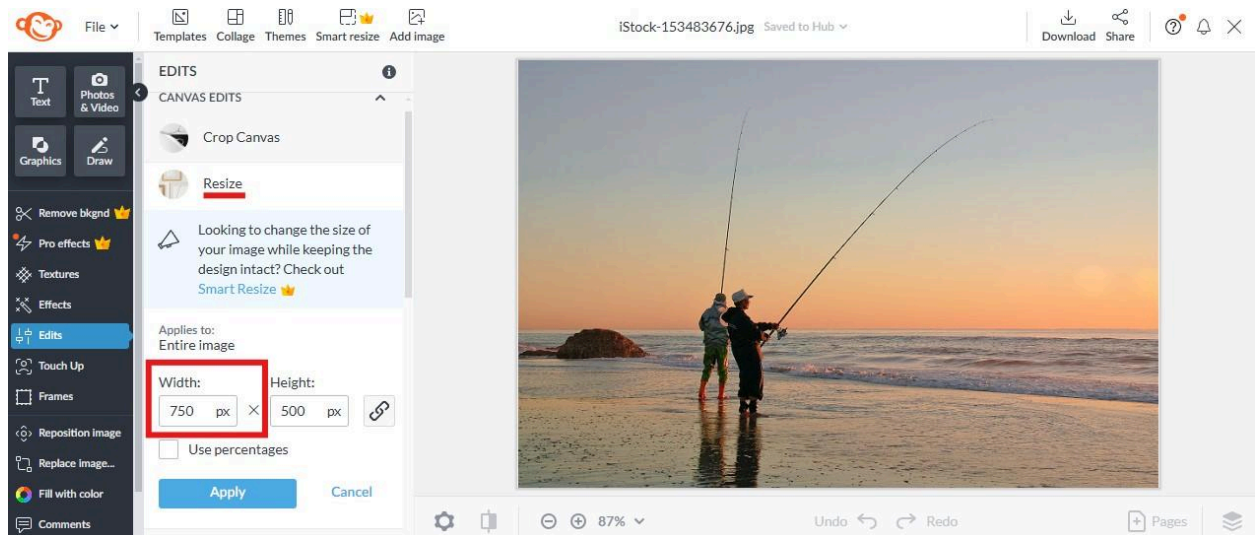 File
Templates
Collage
Themes
Smart resize
Add image
iStock-153483676.jpg
Saved to Hub
Download
Share
Text
Photos
& Video
Graphics
Draw
Remove bkgnd
Pro effects
Textures
Effects
Edits
Touch Up
Frames
Reposition image
Replace image...
Fill with color
Comments
EDITS
CANVAS EDITS
Crop Canvas
Resize
Looking to change the size of
your image while keeping the
design intact? Check out
Smart Resize
Applies to:
Entire image
Width: Height:
750 px × 500 px
Use percentages
Apply Cancel
87%
Undo
Redo
Pages